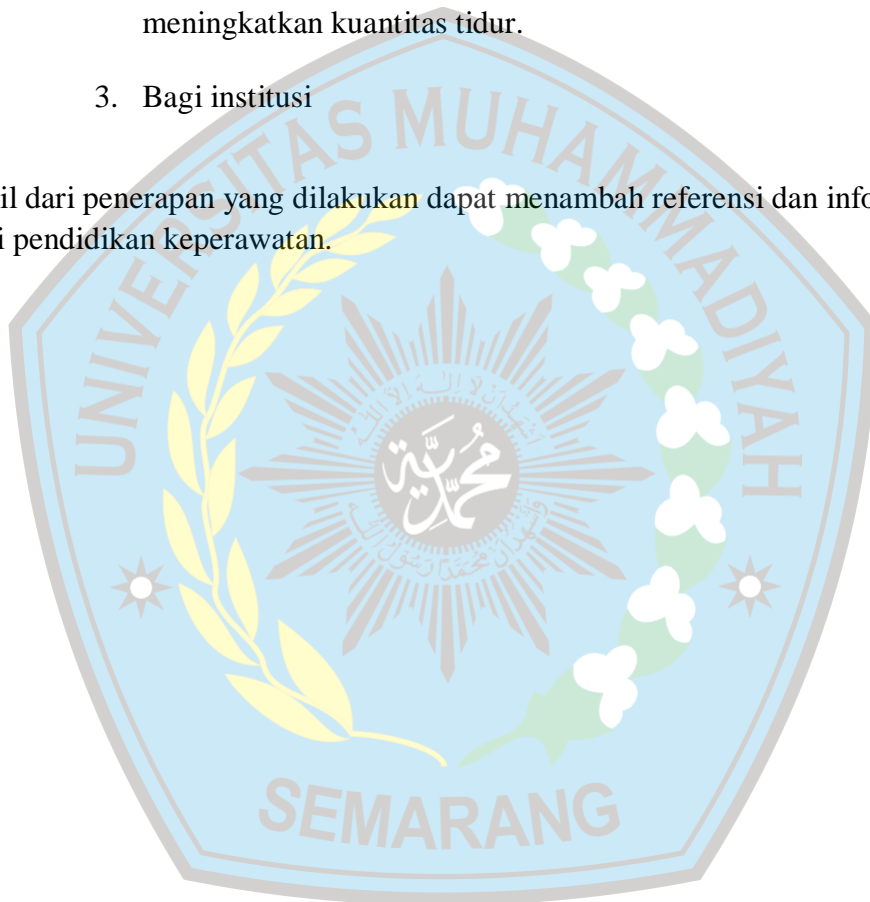 meningkatkan kuantitas tidur.
3. Bagi institusi
il dari penerapan yang dilakukan dapat menambah referensi dan info
i pendidikan keperawatan.
UNIVERSITAS MUHAMMADIYAH
محمدية
SEMARANG